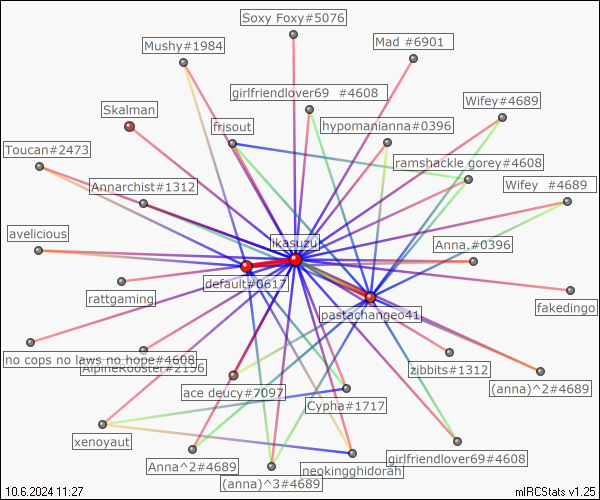 Soxy Foxy#5076
Mushy#1984
Mad #6901
girlfriendlover69 #4608
Wifey#4689
Skalman
frisout
hypomanianna#0396
Toucan#2473
ramshackle.gorey#4608
Annarchist#1312
Wifey #4689
avelicious
ikasuzu
Anna.#0396
default#0617
rattgaming
fakedingo
pastachangeo41
no cops no laws no hope#4608
AlpineRooster#2156
zibbits#1312
ace deucy#7097
(anna)^2#4689
Cypha#1717
xenoyaut
Anna^2#4689
neokingghidorah
girlfriendlover69#4608
(anna)^3#4689
10.6.2024 11:27
mIRCStats v1.25